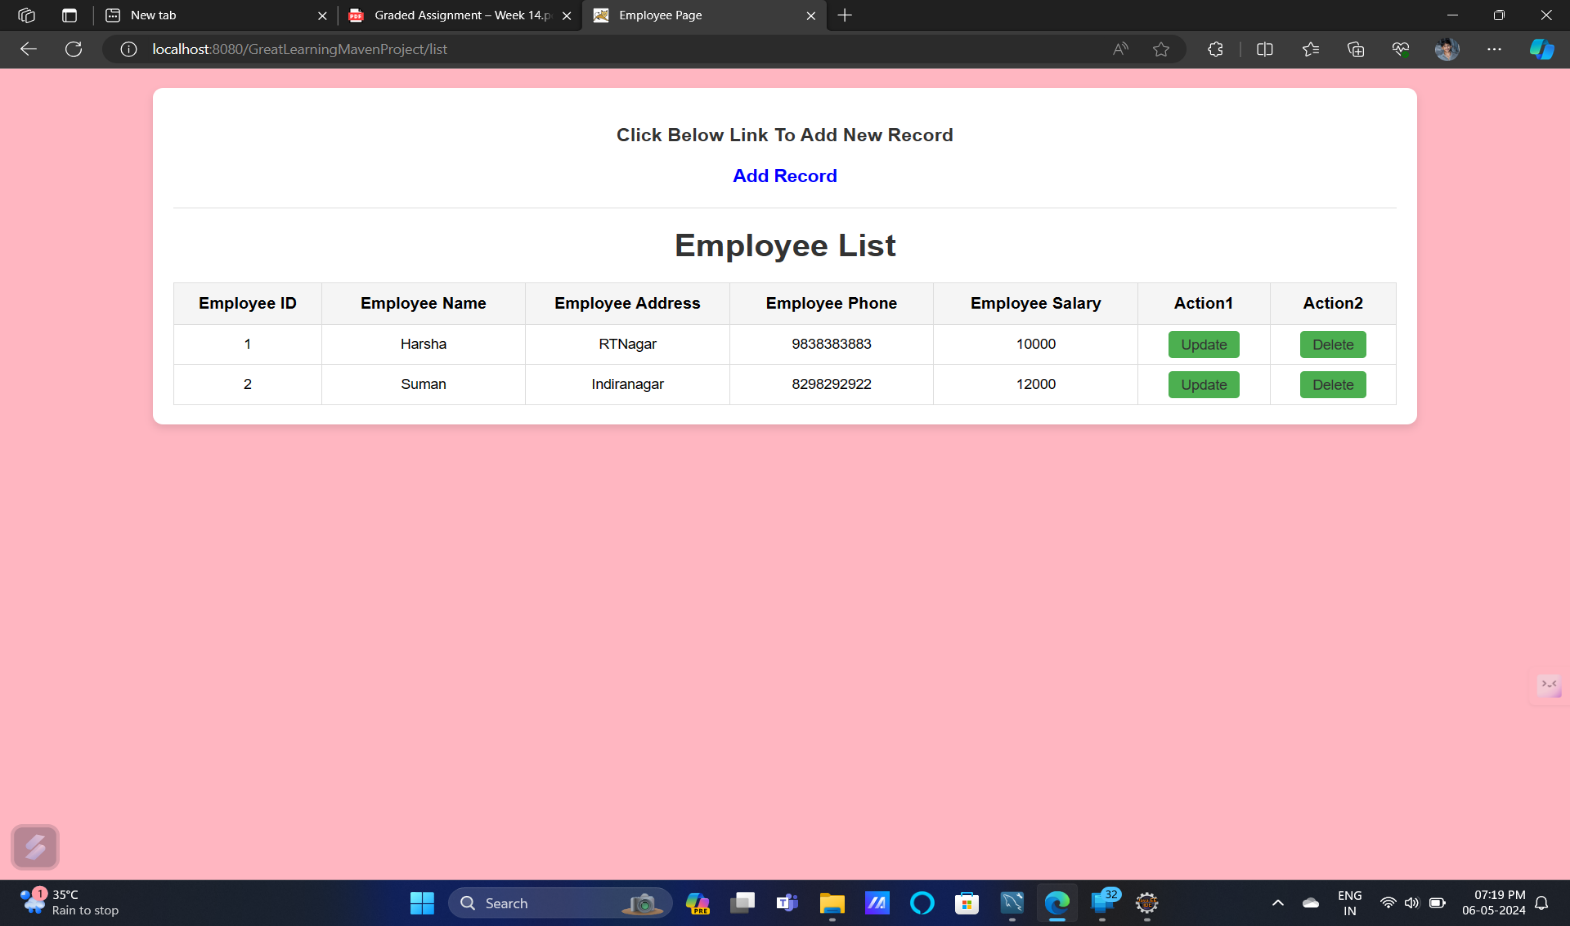 New tab
Graded Assignment – Week 14.p
Employee Page
localhost:8080/GreatLearningMavenProject/list
Click Below Link To Add New Record
Add Record
Employee List
Employee ID Employee Name Employee Address Employee Phone Employee Salary Action1 Action2
1 Harsha RTNagar 9838383883 10000 Update Delete
2 Suman Indiranagar 8298292922 12000 Update Delete
1
35°C
Rain to stop
Search
PRE
32
ENG
IN
07:19 PM
06-05-2024